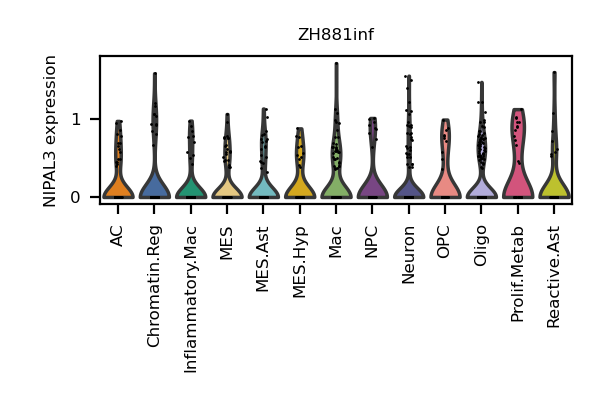 ZH881inf
NIPAL3 expression
1
0
AC
Chromatin.Reg
Inflammatory.Mac
MES
MES.Ast
MES.Hyp
Mac
NPC
Neuron
OPC
Oligo
Prolif.Metab
Reactive.Ast